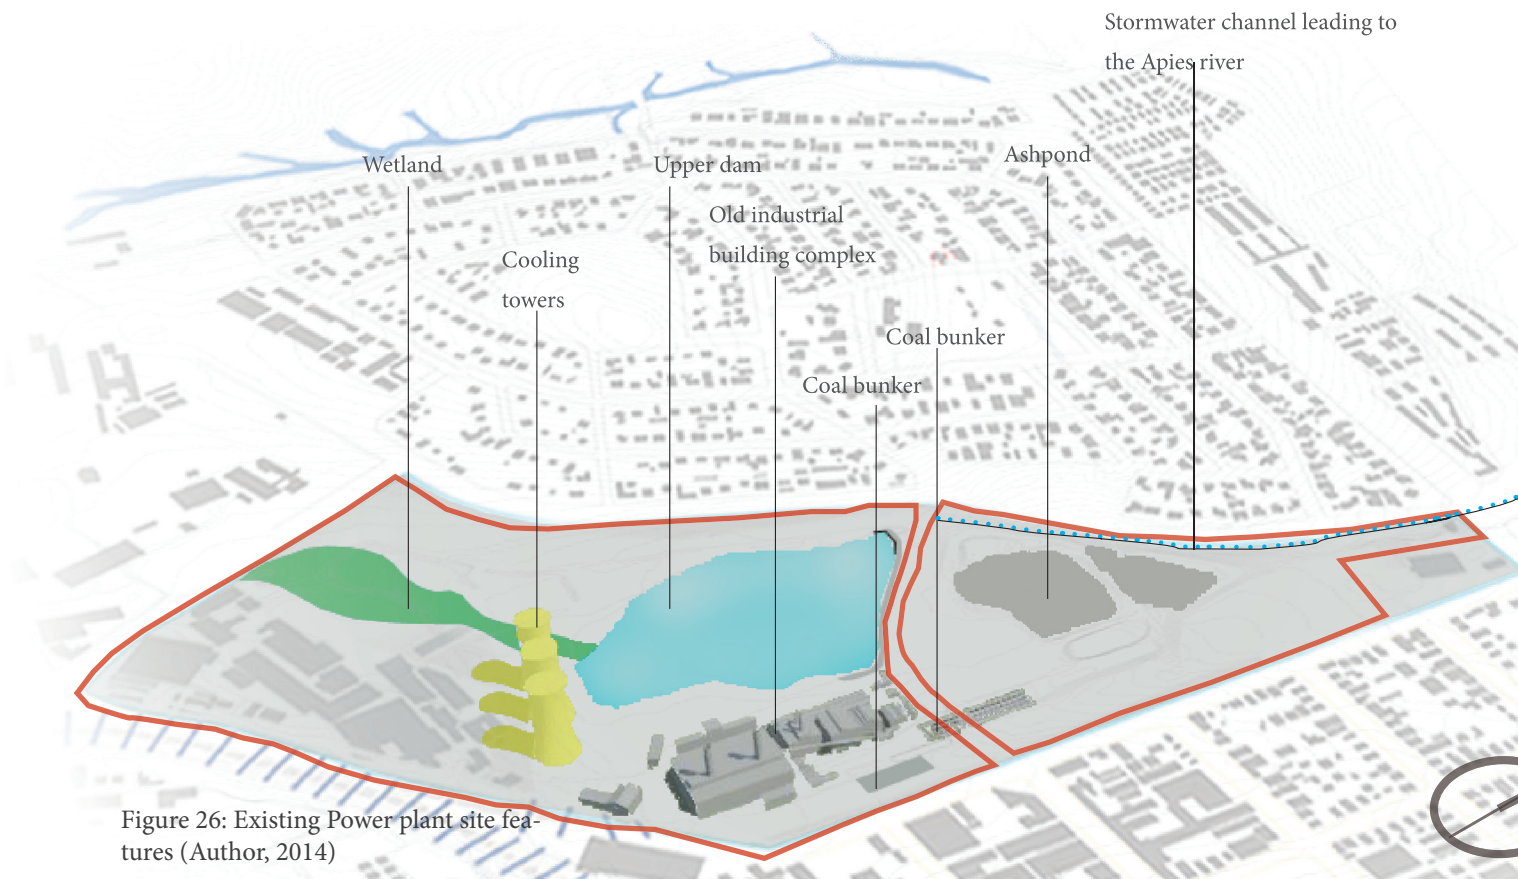 Stormwater channel leading to
the Apies river
Wetland
Upper dam
Ashpond
Old industrial
building complex
Cooling
towers
Coal bunker
Coal bunker
Figure 26: Existing Power plant site fea-
tures (Author, 2014)